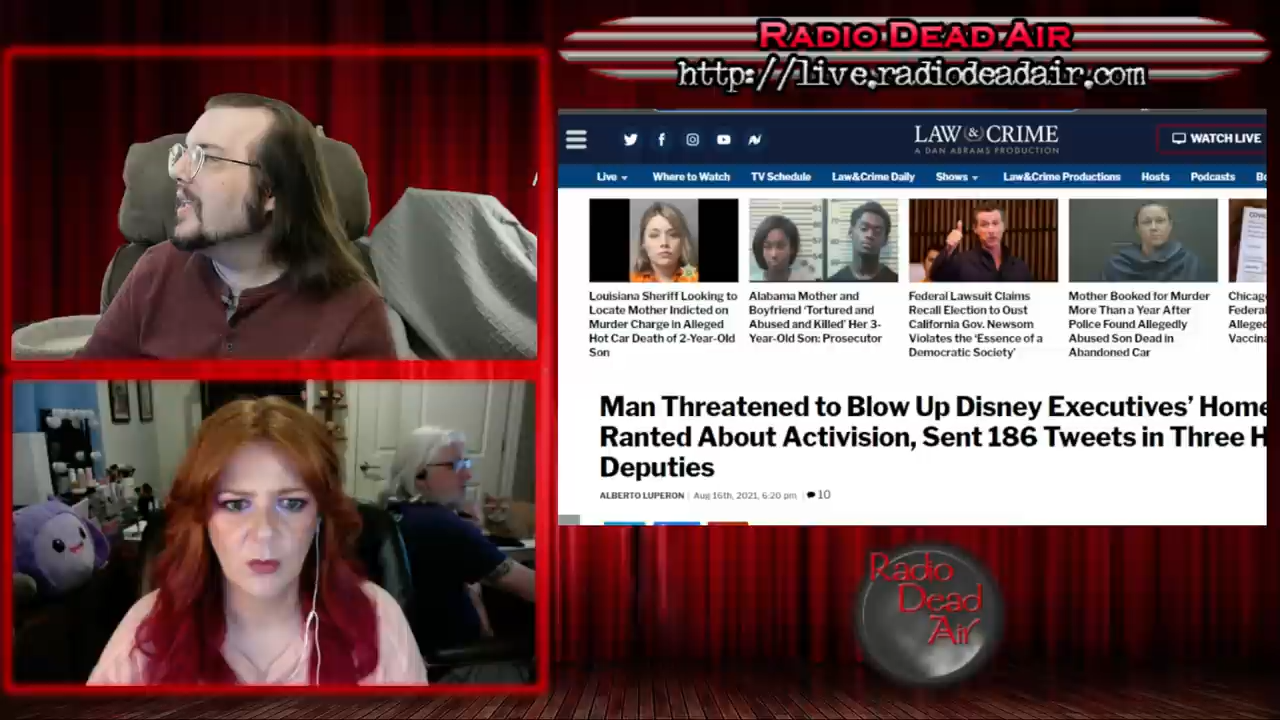 RADIO DEAD AIR
http://live.radiodeadair.com
LAW & CRIME
A DAN ABRAMS PRODUCTION
WATCH LIVE
Live
Where to Watch
TV Schedule
Law&Crime Daily
Shows
Law&Crime Productions
Hosts
Podcasts
Louisiana Sheriff Looking to
Locate Mother Indicted on
Murder Charge in Alleged
Hot Car Death of 2-Year-Old
Son
Alabama Mother and
Boyfriend 'Tortured and
Abused and Killed' Her 3-
Year-Old Son: Prosecutor
Federal Lawsuit Claims
Recall Election to Oust
California Gov. Newsom
Violates the 'Essence of a
Democratic Society'
Mother Booked for Murder
More Than a Year After
Police Found Allegedly
Abused Son Dead in
Abandoned Car
Man Threatened to Blow Up Disney Executives' Home
Ranted About Activision, Sent 186 Tweets in Three H
Deputies
ALBERTO LUPERON | Aug 16th, 2021, 6:20 pm | 10
Radio
Dead
Air